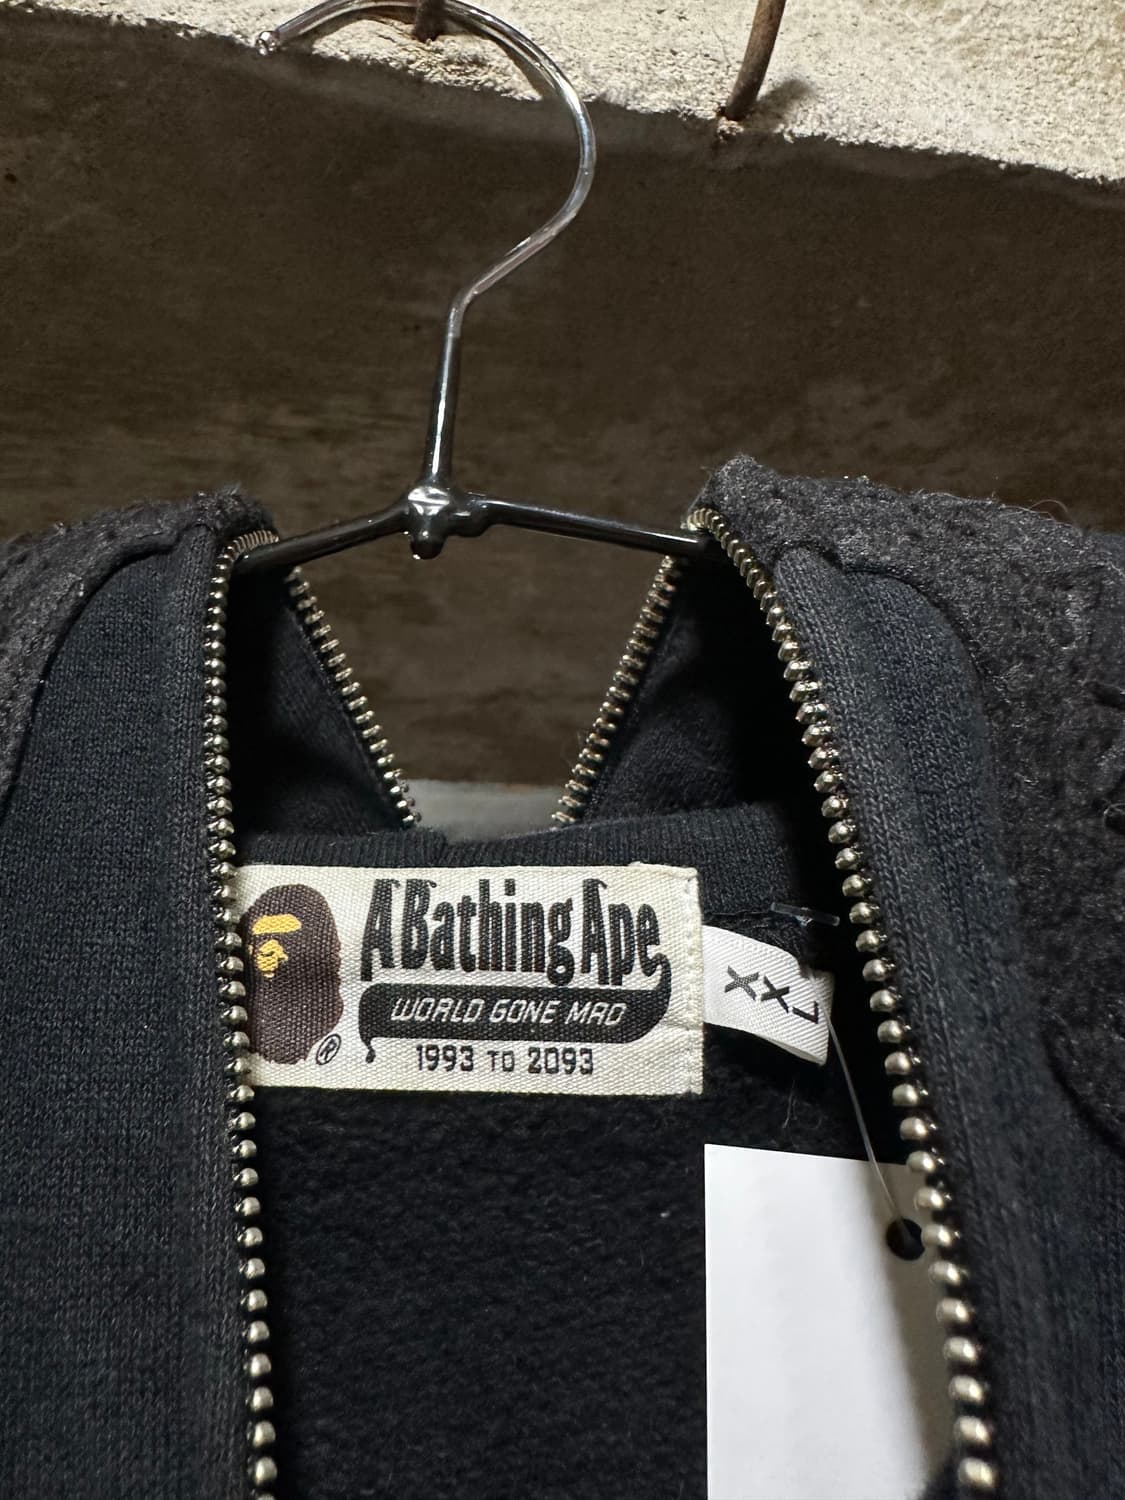 A Bathing Ape
WORLD GONE MAD
1993 TO 2093
®
XXL